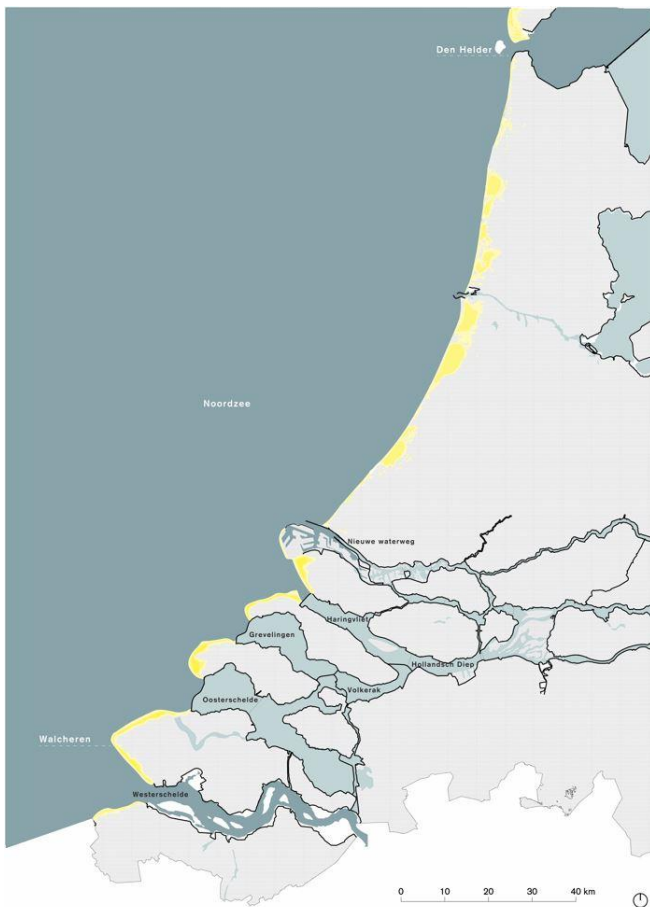 Den Helder
Noordzee
Nieuwe waterweg
Haringvliet
Grevelingen
Hollandsch Diep
Volkerak
Oosterschelde
Walcheren
Westerschelde
0 10 20 30 40 km